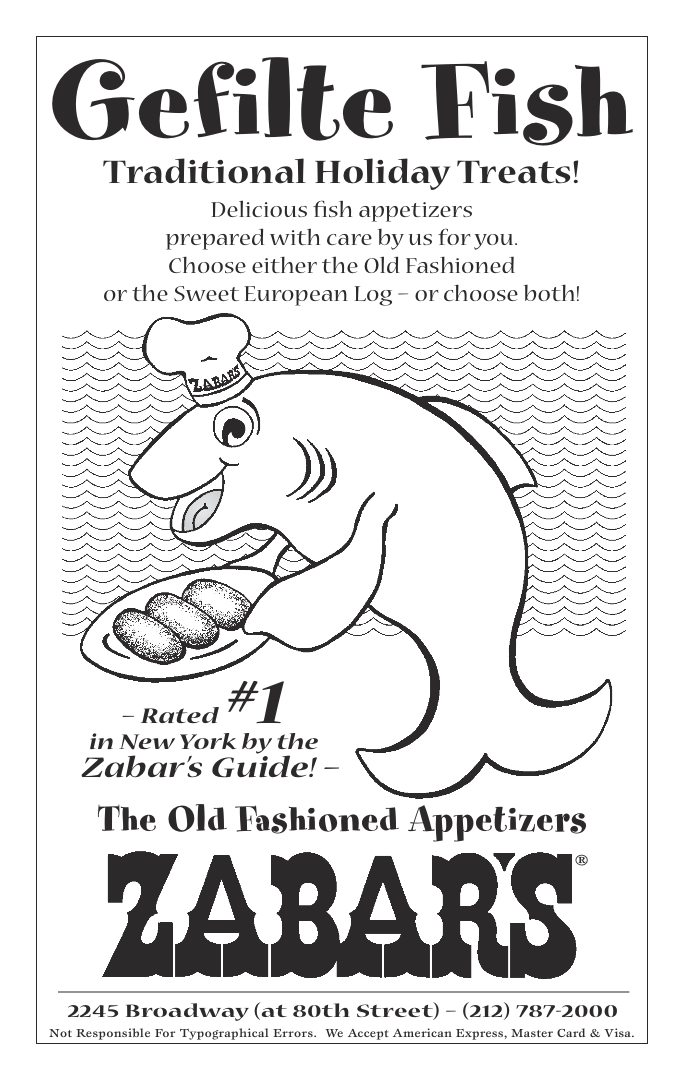 Gefilte Fish
Traditional Holiday Treats!
Delicious fish appetizers
prepared with care by us for you.
Choose either the Old Fashioned
or the Sweet European Log – or choose both!
ZABAR'S
– Rated #1
in New York by the
Zabar's Guide! –
The Old Fashioned Appetizers
ZABAR'S®
2245 Broadway (at 80th Street) – (212) 787-2000
Not Responsible For Typographical Errors. We Accept American Express, Master Card & Visa.